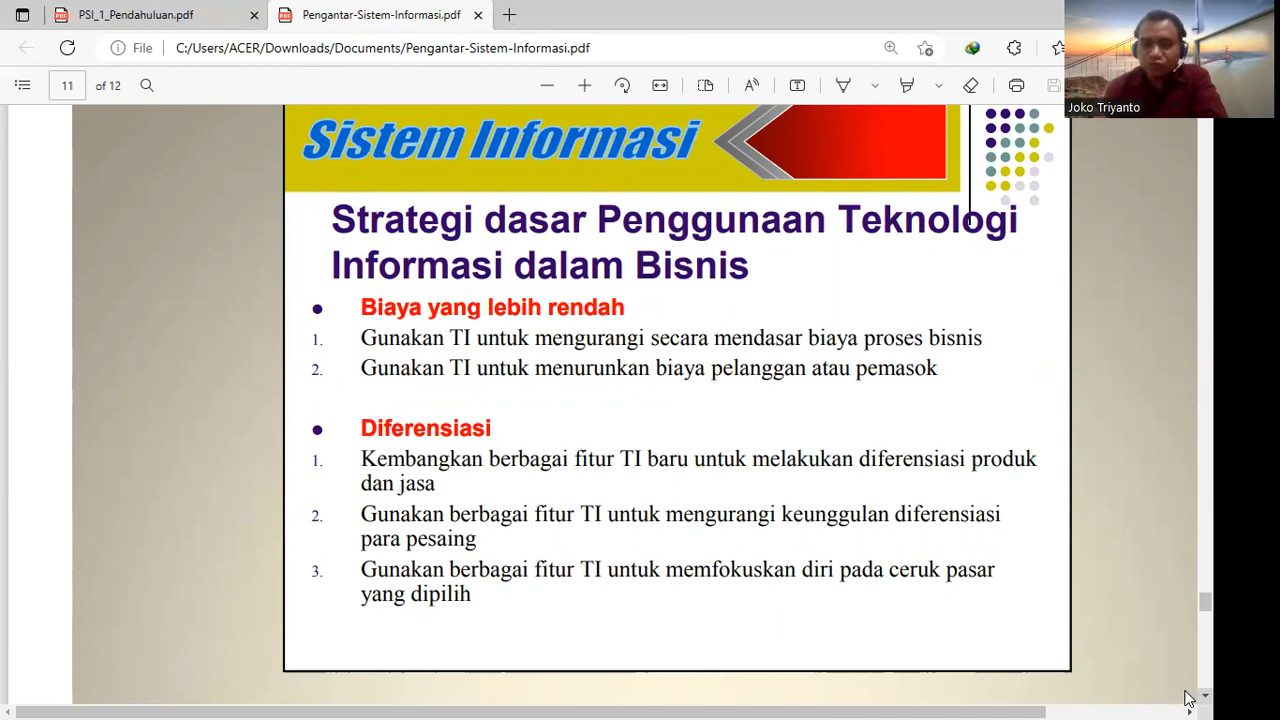 PSI_1_Pendahuluan.pdf
Pengantar-Sistem-Informasi.pdf
File
C:/Users/ACER/Downloads/Documents/Pengantar-Sistem-Informasi.pdf
11 of 12
Joko Triyanto
Sistem Informasi
Strategi dasar Penggunaan Teknologi
Informasi dalam Bisnis
Biaya yang lebih rendah
1. Gunakan TI untuk mengurangi secara mendasar biaya proses bisnis
2. Gunakan TI untuk menurunkan biaya pelanggan atau pemasok
Diferensiasi
1. Kembangkan berbagai fitur TI baru untuk melakukan diferensiasi produk
dan jasa
2. Gunakan berbagai fitur TI untuk mengurangi keunggulan diferensiasi
para pesaing
3. Gunakan berbagai fitur TI untuk memfokuskan diri pada ceruk pasar
yang dipilih